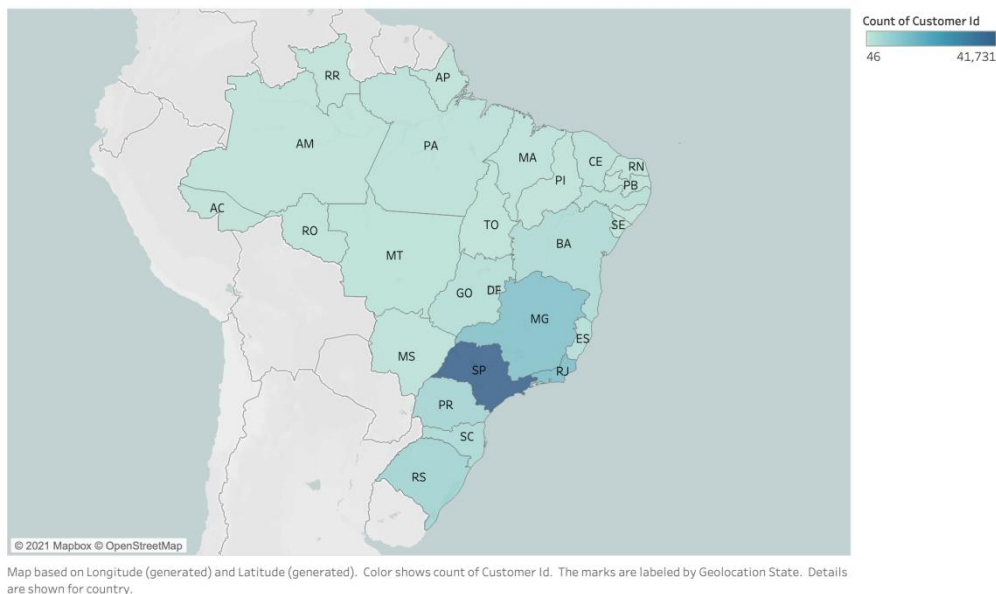 Count of Customer Id
46 41,731
RR
AP
AM
PA
MA
CE
RN
PI
PB
AC
TO
SE
RO
BA
MT
GO
DF
MG
MS
ES
SP
RJ
PR
SC
RS
© 2021 Mapbox © OpenStreetMap
Map based on Longitude (generated) and Latitude (generated). Color shows count of Customer Id. The marks are labeled by Geolocation State. Details
are shown for country.